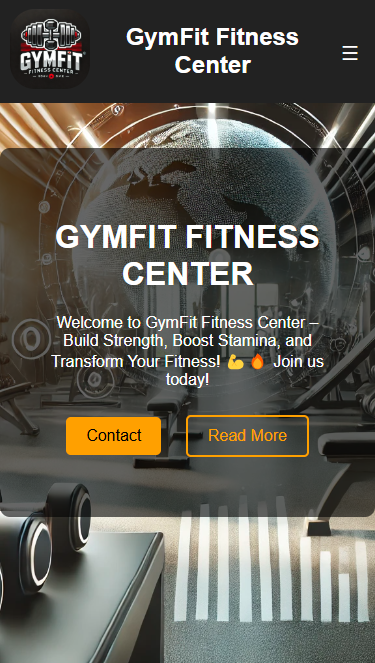 GYMFIT
FITNESS CENTER
GymFit Fitness
Center
☰
GYMFIT FITNESS
CENTER
Welcome to GymFit Fitness Center –
Build Strength, Boost Stamina, and
Transform Your Fitness! 💪🔥 Join us
today!
Contact
Read More